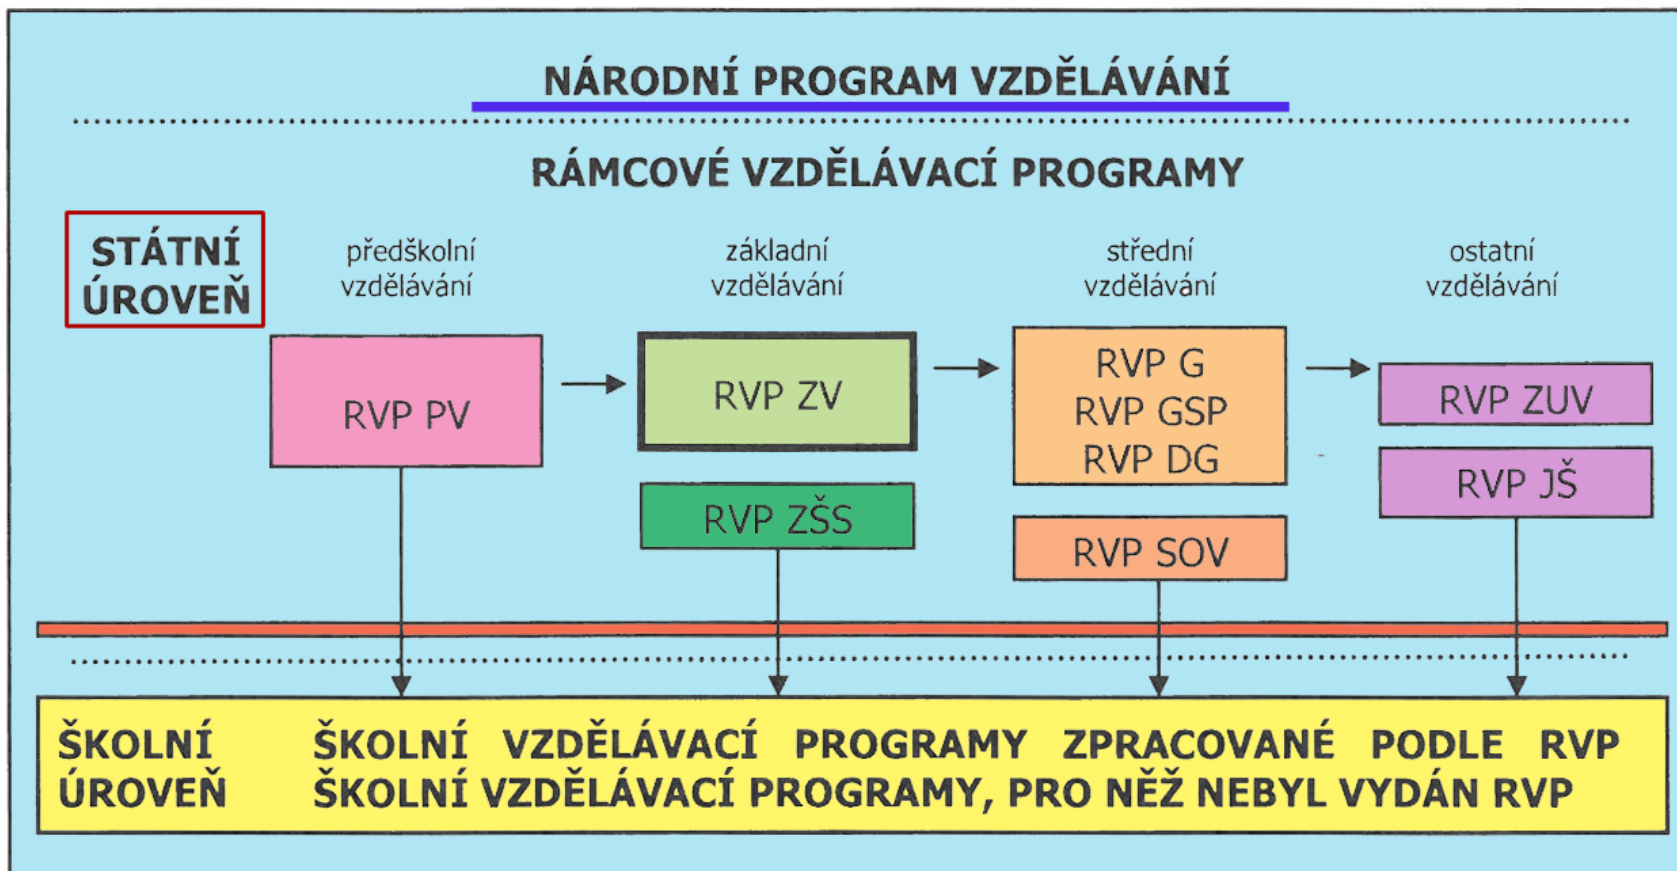 NÁRODNÍ PROGRAM VZDĚLÁVÁNÍ
RÁMCOVÉ VZDĚLÁVACÍ PROGRAMY
STÁTNÍ
ÚROVEŇ
předškolní
vzdělávání
základní
vzdělávání
střední
vzdělávání
ostatní
vzdělávání
RVP PV
RVP ZV
RVP ZŠS
RVP G
RVP GSP
RVP DG
RVP SOV
RVP ZUV
RVP JŠ
ŠKOLNÍ
ÚROVEŇ
ŠKOLNÍ VZDĚLÁVACÍ PROGRAMY ZPRACOVANÉ PODLE RVP
ŠKOLNÍ VZDĚLÁVACÍ PROGRAMY, PRO NĚŽ NEBYL VYDÁN RVP